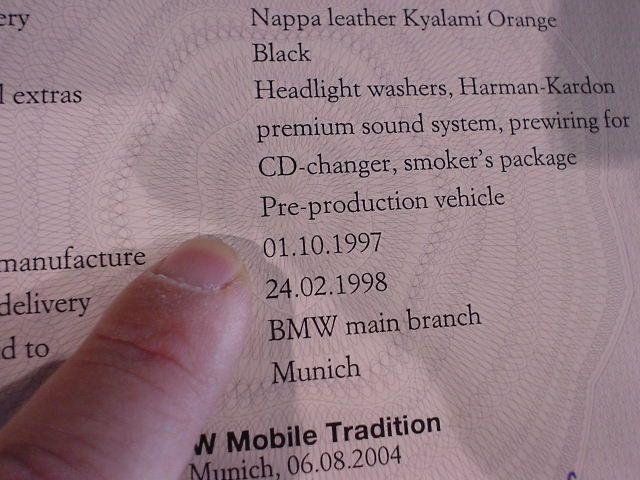 ery Nappa leather Kyalami Orange
Black
l extras Headlight washers, Harman-Kardon
premium sound system, prewiring for
CD-changer, smoker's package
Pre-production vehicle
manufacture 01.10.1997
delivery 24.02.1998
d to BMW main branch
Munich
W Mobile Tradition
Munich, 06.08.2004